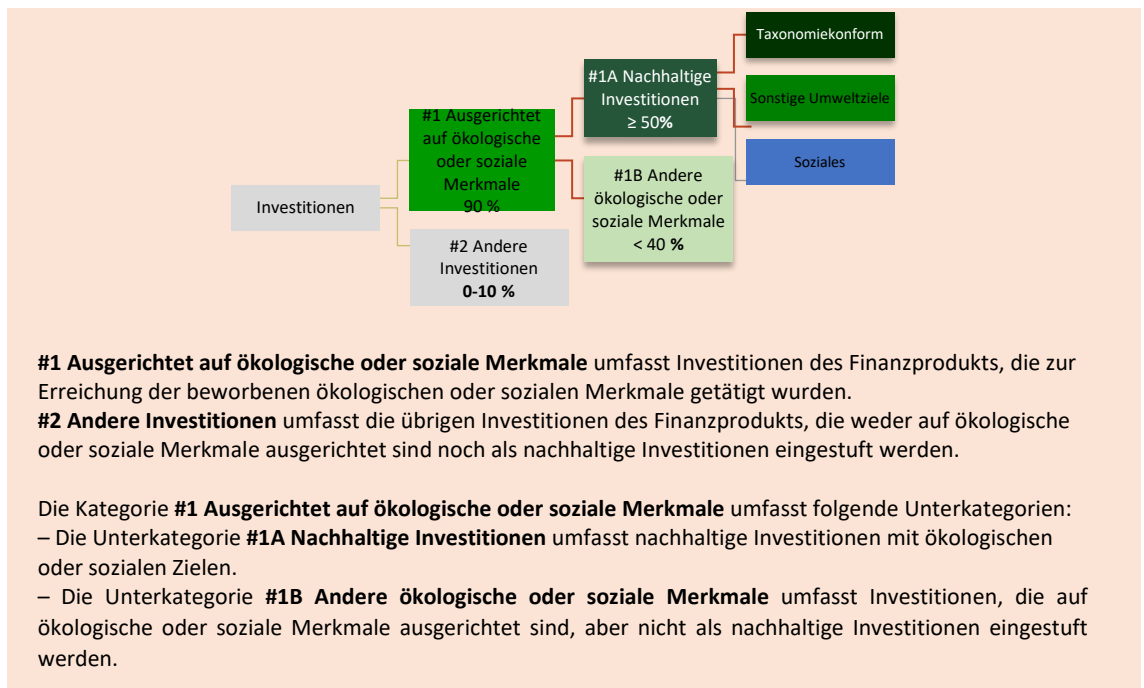 Investitionen
#1 Ausgerichtet
auf ökologische
oder soziale
Merkmale
90 %
#2 Andere
Investitionen
0-10 %
#1A Nachhaltige
Investitionen
≥ 50%
#1B Andere
ökologische oder
soziale Merkmale
< 40 %
Taxonomiekonform
Sonstige Umweltziele
Soziales
#1 Ausgerichtet auf ökologische oder soziale Merkmale umfasst Investitionen des Finanzprodukts, die zur
Erreichung der beworbenen ökologischen oder sozialen Merkmale getätigt wurden.
#2 Andere Investitionen umfasst die übrigen Investitionen des Finanzprodukts, die weder auf ökologische
oder soziale Merkmale ausgerichtet sind noch als nachhaltige Investitionen eingestuft werden.
Die Kategorie #1 Ausgerichtet auf ökologische oder soziale Merkmale umfasst folgende Unterkategorien:
– Die Unterkategorie #1A Nachhaltige Investitionen umfasst nachhaltige Investitionen mit ökologischen
oder sozialen Zielen.
– Die Unterkategorie #1B Andere ökologische oder soziale Merkmale umfasst Investitionen, die auf
ökologische oder soziale Merkmale ausgerichtet sind, aber nicht als nachhaltige Investitionen eingestuft
werden.